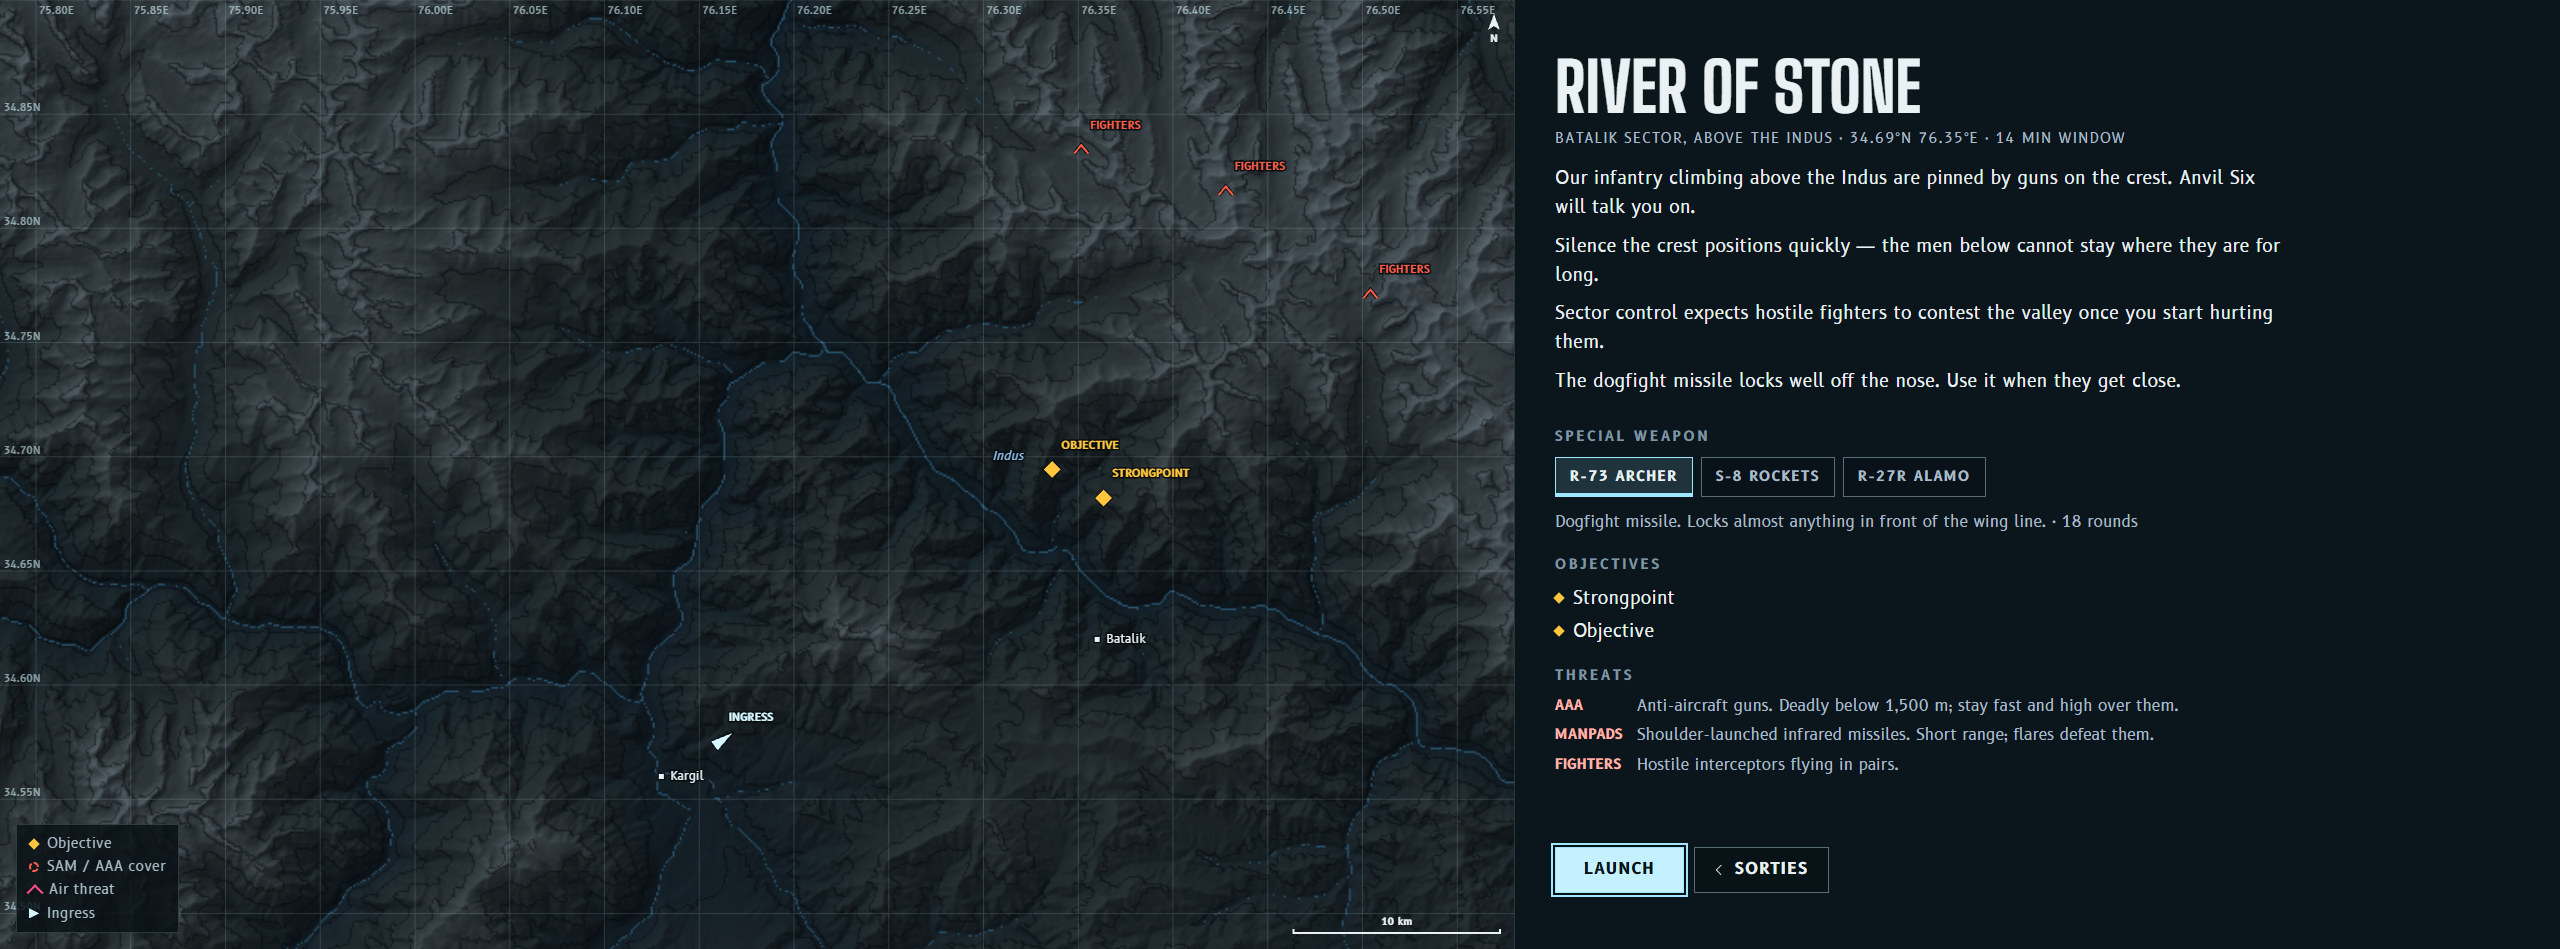 75.80E 75.85E 75.90E 75.95E 76.00E 76.05E 76.10E 76.15E 76.20E 76.25E 76.30E 76.35E 76.40E 76.45E 76.50E 76.55E
N
34.85N
34.80N
34.75N
34.70N
34.65N
34.60N
34.55N
FIGHTERS
FIGHTERS
FIGHTERS
OBJECTIVE
Indus
STRONGPOINT
Batalik
INGRESS
Kargil
Objective
SAM / AAA cover
Air threat
Ingress
10 km
RIVER OF STONE
BATALIK SECTOR, ABOVE THE INDUS · 34.69°N 76.35°E · 14 MIN WINDOW
Our infantry climbing above the Indus are pinned by guns on the crest. Anvil Six
will talk you on.
Silence the crest positions quickly — the men below cannot stay where they are for
long.
Sector control expects hostile fighters to contest the valley once you start hurting
them.
The dogfight missile locks well off the nose. Use it when they get close.
SPECIAL WEAPON
R-73 ARCHER S-8 ROCKETS R-27R ALAMO
Dogfight missile. Locks almost anything in front of the wing line. · 18 rounds
OBJECTIVES
Strongpoint
Objective
THREATS
AAA Anti-aircraft guns. Deadly below 1,500 m; stay fast and high over them.
MANPADS Shoulder-launched infrared missiles. Short range; flares defeat them.
FIGHTERS Hostile interceptors flying in pairs.
LAUNCH SORTIES